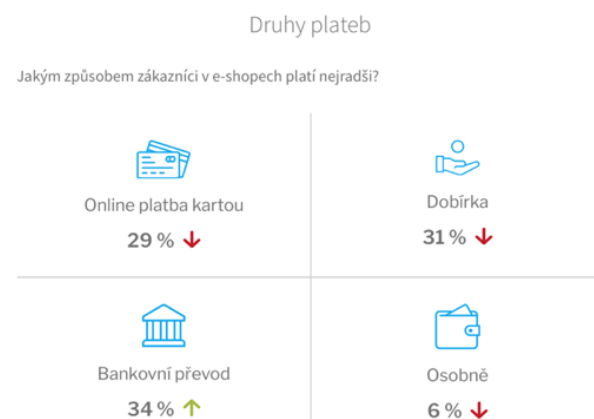 Druhy plateb
Jakým způsobem zákazníci v e-shopech platí nejradši?
Online platba kartou
29 %
Dobírka
31 %
Bankovní převod
34 %
Osobně
6 %